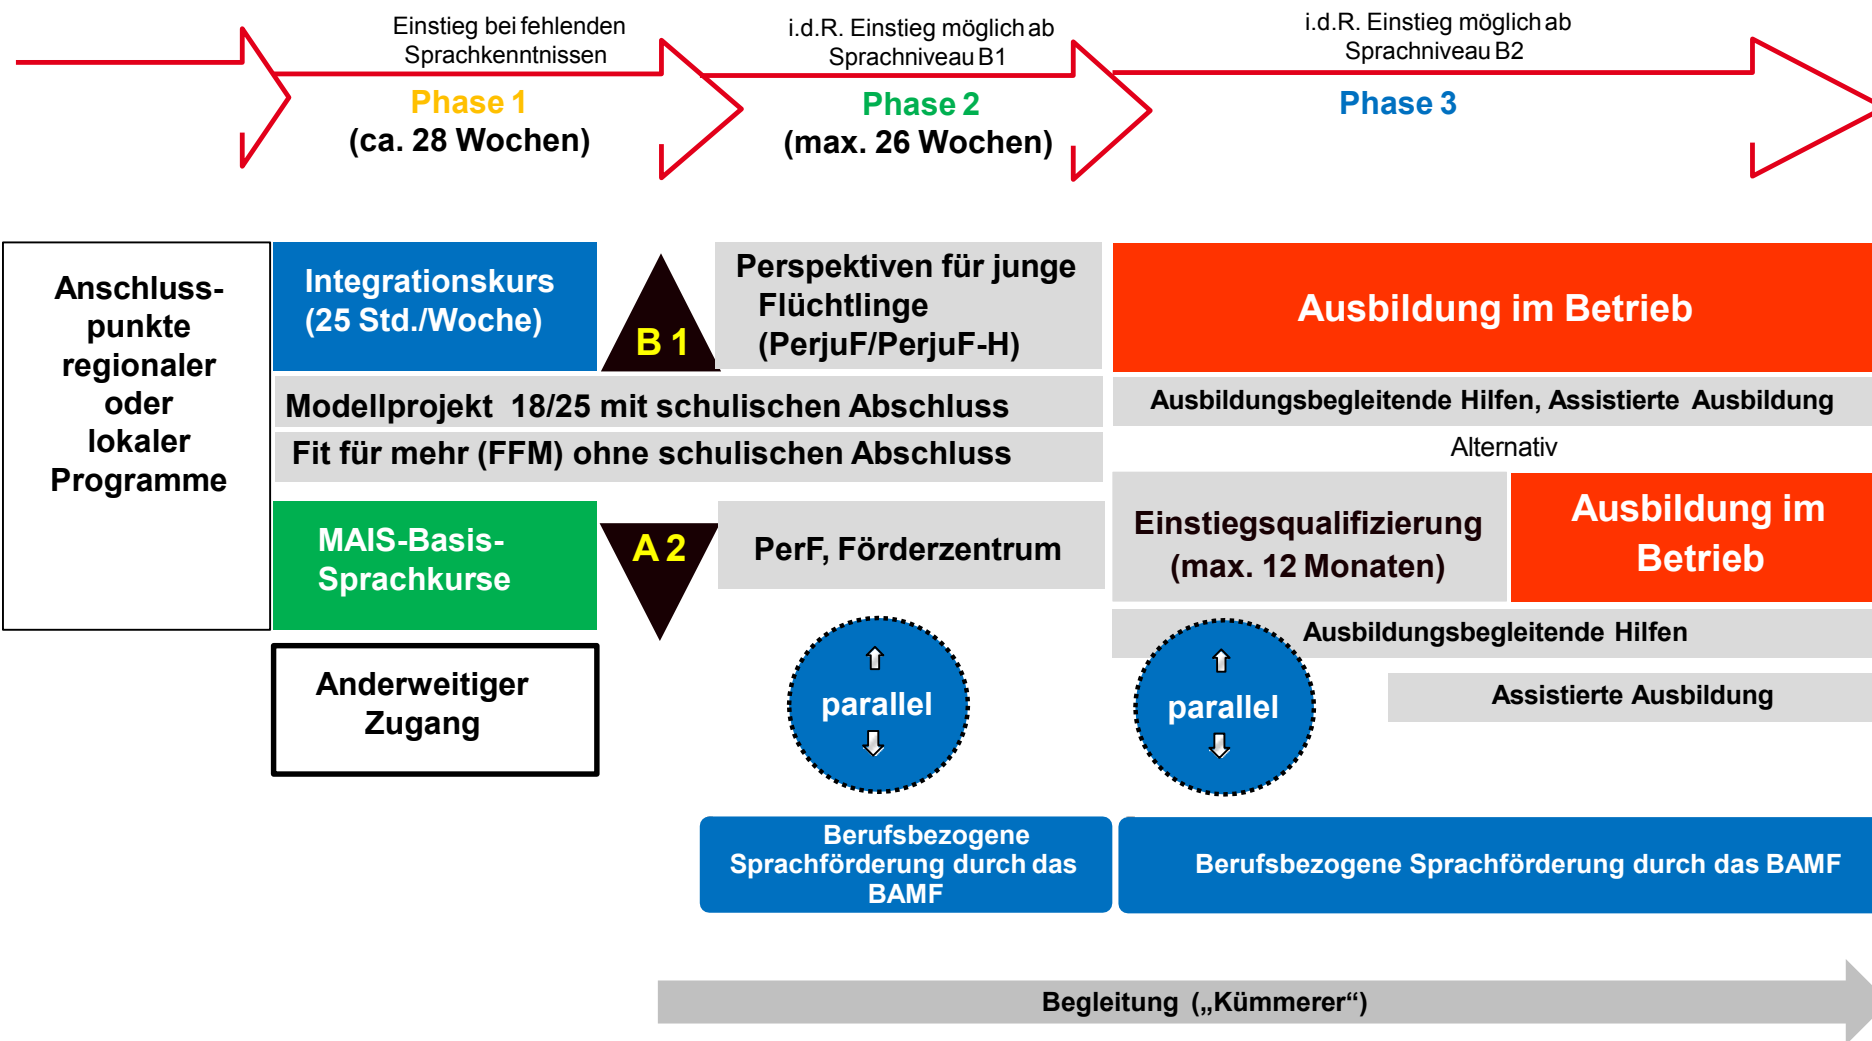 Einstieg bei fehlenden
Sprachkenntnissen
i.d.R. Einstieg möglich ab
Sprachniveau B1
i.d.R. Einstieg möglich ab
Sprachniveau B2
Phase 1
(ca. 28 Wochen)
Phase 2
(max. 26 Wochen)
Phase 3
Anschluss-
punkte
regionaler
oder
lokaler
Programme
Integrationskurs
(25 Std./Woche)
B 1
Perspektiven für junge
Flüchtlinge
(PerjuF/PerjuF-H)
Ausbildung im Betrieb
Modellprojekt 18/25 mit schulischen Abschluss
Ausbildungsbegleitende Hilfen, Assistierte Ausbildung
Fit für mehr (FFM) ohne schulischen Abschluss
Alternativ
MAIS-Basis-
Sprachkurse
A 2
PerF, Förderzentrum
Einstiegsqualifizierung
(max. 12 Monaten)
Ausbildung im
Betrieb
Ausbildungsbegleitende Hilfen
Anderweitiger
Zugang
parallel
parallel
Assistierte Ausbildung
Berufsbezogene
Sprachförderung durch das
BAMF
Berufsbezogene Sprachförderung durch das BAMF
Begleitung („Kümmerer“)